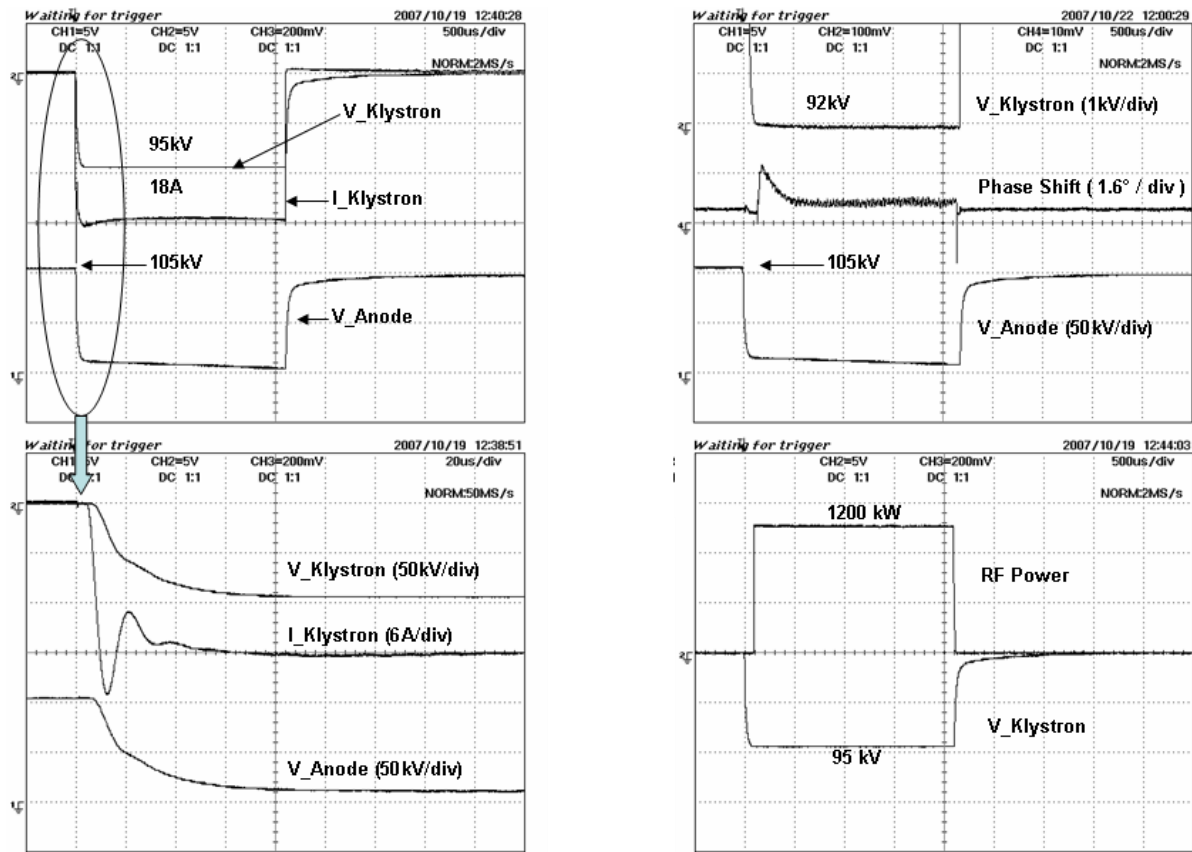 Waiting for trigger 2007/10/19 12:40:28
CH1=5V CH2=5V CH3=200mV 500us/div
DC 1:1 DC 1:1 DC 1:1
NORM:2MS/s
V_Klystron
95kV
18A
I_Klystron
105kV
V_Anode
Waiting for trigger 2007/10/22 12:00:29
CH1=5V CH2=100mV CH4=10mV 500us/div
DC 1:1 DC 1:1 DC 1:1
NORM:2MS/s
92kV
V_Klystron (1kV/div)
Phase Shift ( 1.6° / div )
105kV
V_Anode (50kV/div)
Waiting for trigger 2007/10/19 12:38:51
CH2=5V CH3=200mV 20us/div
DC 1:1 DC 1:1
NORM:50MS/s
V_Klystron (50kV/div)
I_Klystron (6A/div)
V_Anode (50kV/div)
Waiting for trigger 2007/10/19 12:44:03
CH2=5V CH3=200mV 500us/div
DC 1:1 DC 1:1
NORM:2MS/s
1200 kW
RF Power
V_Klystron
95 kV